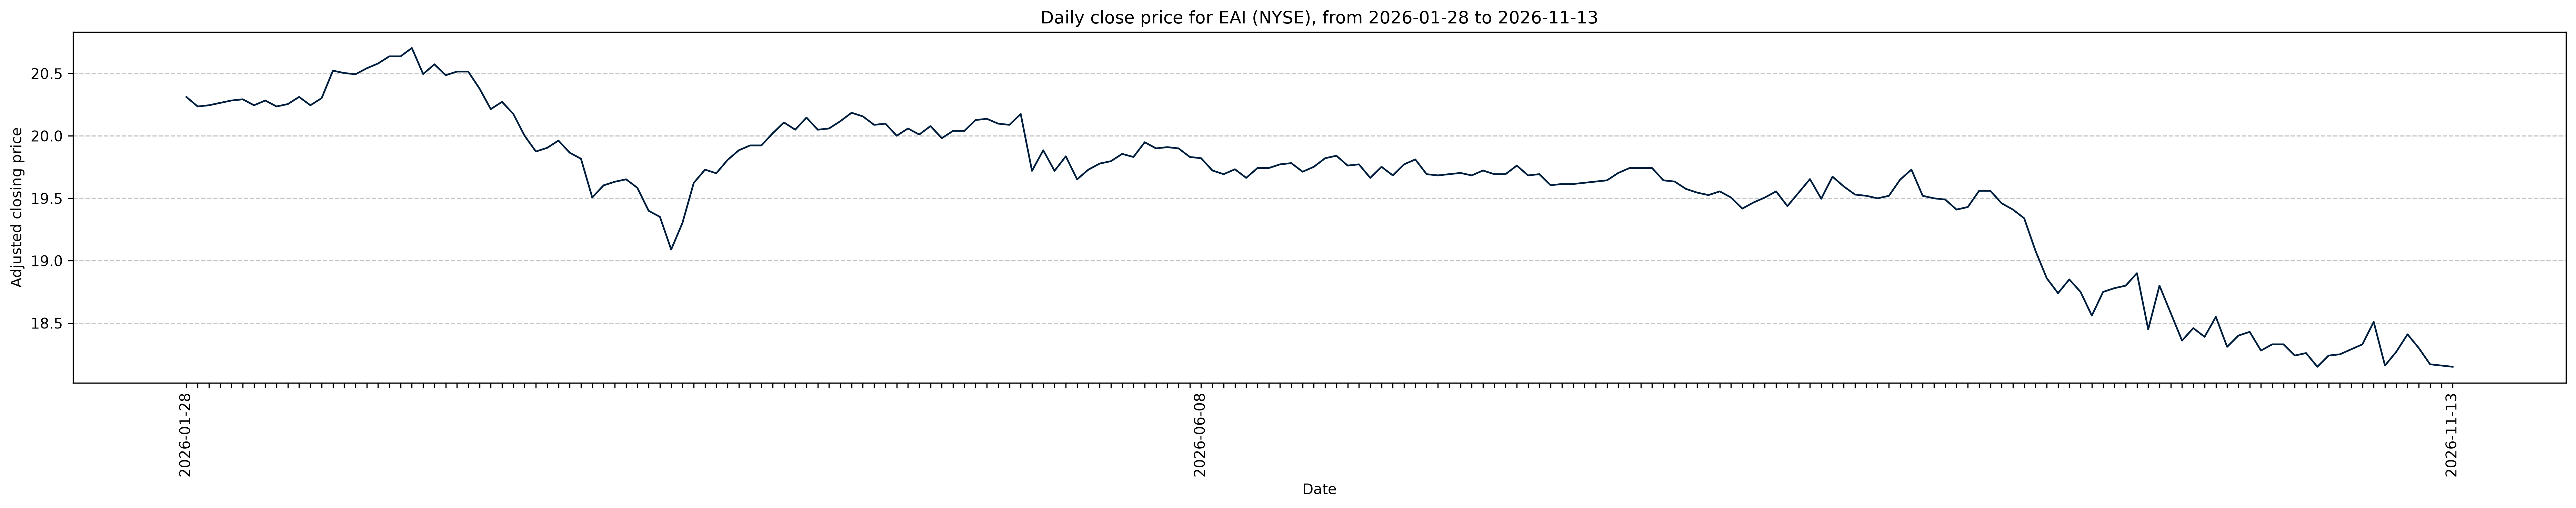 Daily close price for EAI (NYSE), from 2026-01-28 to 2026-11-13
Adjusted closing price
20.5
20.0
19.5
19.0
18.5
2026-01-28
2026-06-08
2026-11-13
Date